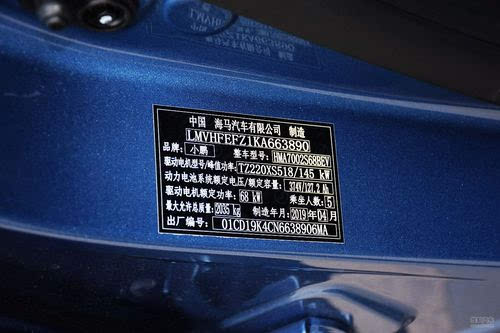 中国 海马汽车有限公司 制造
LMVHFEFZ1KA663890
品牌: 小鹏 整车型号: HMA7002S68BEV
驱动电机型号/峰值功率: TZ220XS518/145 kW
动力电池系统额定电压/额定容量: 374V/127.2 Ah
驱动电机额定功率: 68 kW 乘坐人数: 5
最大允许总质量: 2035 kg 制造年月: 2019年04月
出厂编号: 01CD19K4CN6638906MA